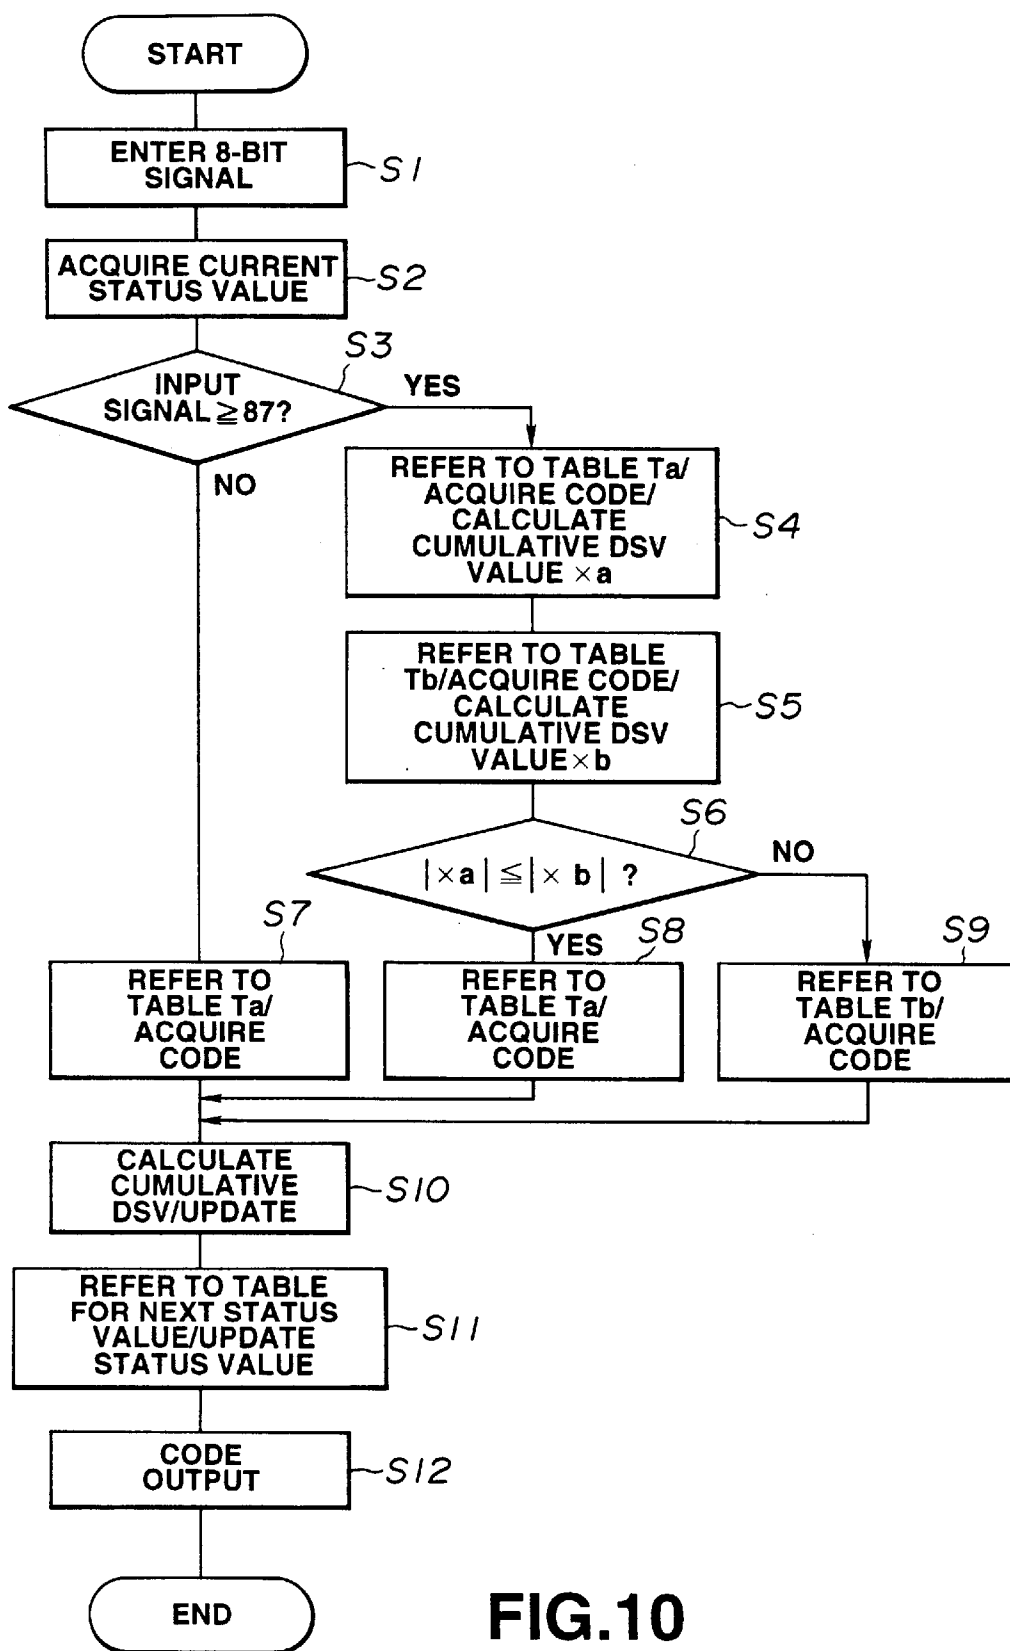 START
ENTER 8-BIT
SIGNAL
S1
ACQUIRE CURRENT
STATUS VALUE
S2
S3
INPUT
SIGNAL ≧ 87?
YES
NO
REFER TO TABLE Ta/
ACQUIRE CODE/
CALCULATE
CUMULATIVE DSV
VALUE ×a
S4
REFER TO TABLE
Tb/ACQUIRE CODE/
CALCULATE
CUMULATIVE DSV
VALUE×b
S5
S6
|×a| ≦ |× b| ?
NO
YES
S7
REFER TO
TABLE Ta/
ACQUIRE
CODE
S8
REFER TO
TABLE Ta/
ACQUIRE
CODE
S9
REFER TO
TABLE Tb/
ACQUIRE
CODE
CALCULATE
CUMULATIVE
DSV/UPDATE
S10
REFER TO TABLE
FOR NEXT STATUS
VALUE/UPDATE
STATUS VALUE
S11
CODE
OUTPUT
S12
END
FIG.10